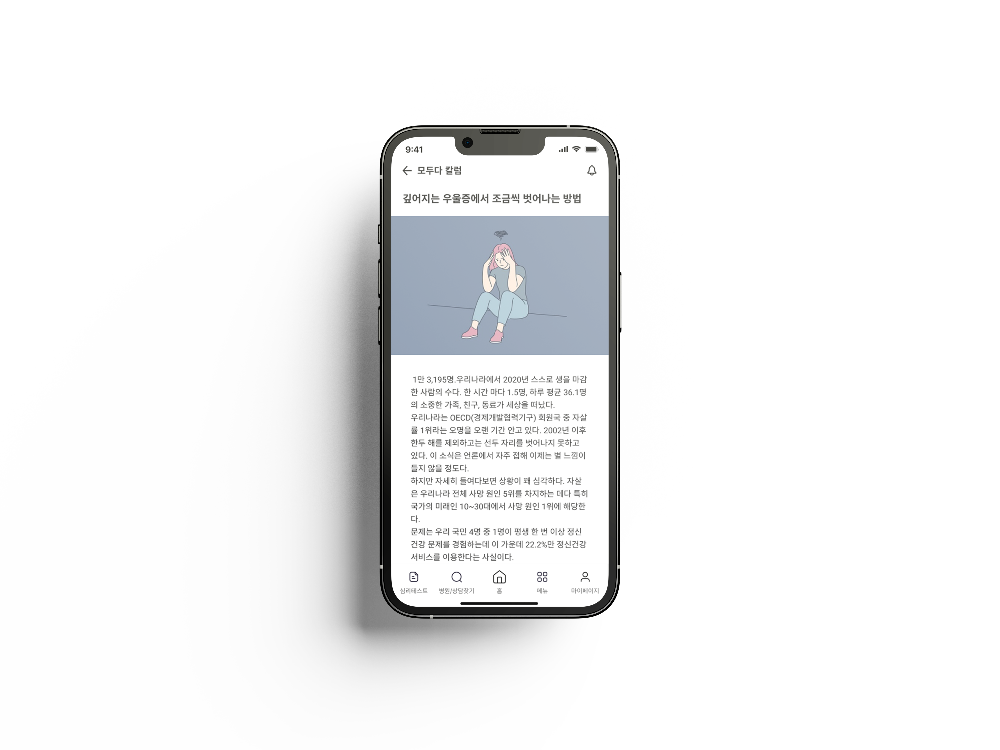 9:41
모두다 칼럼
깊어지는 우울증에서 조금씩 벗어나는 방법
1만 3,195명.우리나라에서 2020년 스스로 생을 마감
한 사람의 수다. 한 시간 마다 1.5명, 하루 평균 36.1명
의 소중한 가족, 친구, 동료가 세상을 떠났다.
우리나라는 OECD(경제개발협력기구) 회원국 중 자살
률 1위라는 오명을 오랜 기간 안고 있다. 2002년 이후
한두 해를 제외하고는 선두 자리를 벗어나지 못하고
있다. 이 소식은 언론에서 자주 접해 이제는 별 느낌이
들지 않을 정도다.
하지만 자세히 들여다보면 상황이 꽤 심각하다. 자살
은 우리나라 전체 사망 원인 5위를 차지하는 데다 특히
국가의 미래인 10~30대에서 사망 원인 1위에 해당한
다.
문제는 우리 국민 4명 중 1명이 평생 한 번 이상 정신
건강 문제를 경험하는데 이 가운데 22.2%만 정신건강
서비스를 이용한다는 사실이다.
심리테스트 병원/상담찾기 홈 메뉴 마이페이지